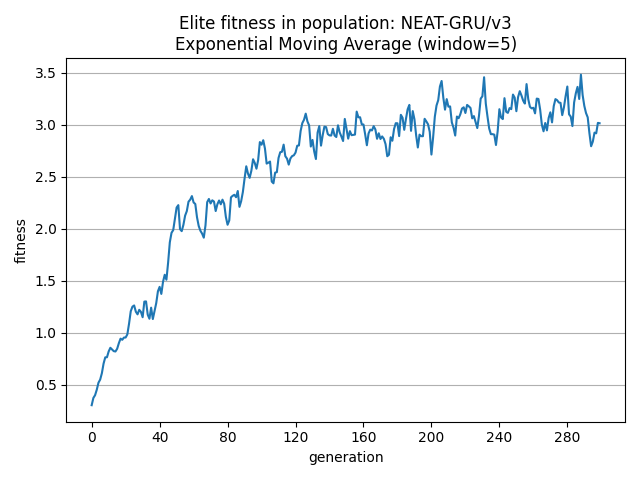 Elite fitness in population: NEAT-GRU/v3
Exponential Moving Average (window=5)
3.5
3.0
2.5
2.0
1.5
1.0
0.5
fitness
0 40 80 120 160 200 240 280
generation